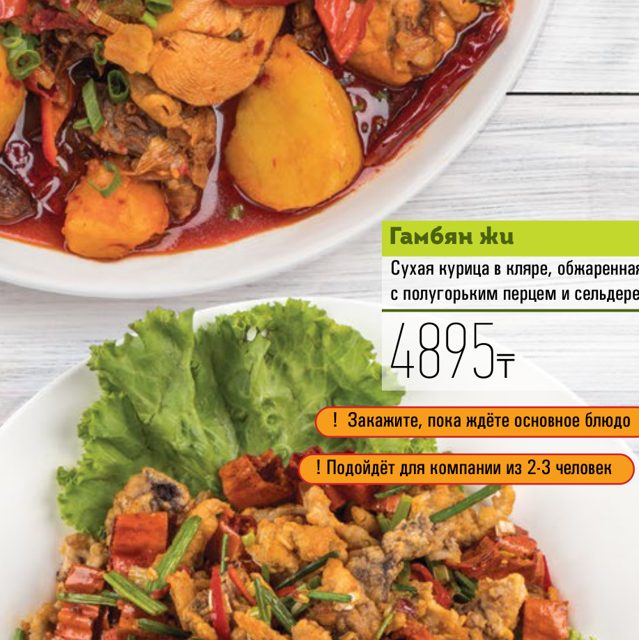 Гамбян жи
Сухая курица в кляре, обжаренная
с полугорьким перцем и сельдере
4895₸
! Закажите, пока ждёте основное блюдо
! Подойдёт для компании из 2-3 человек